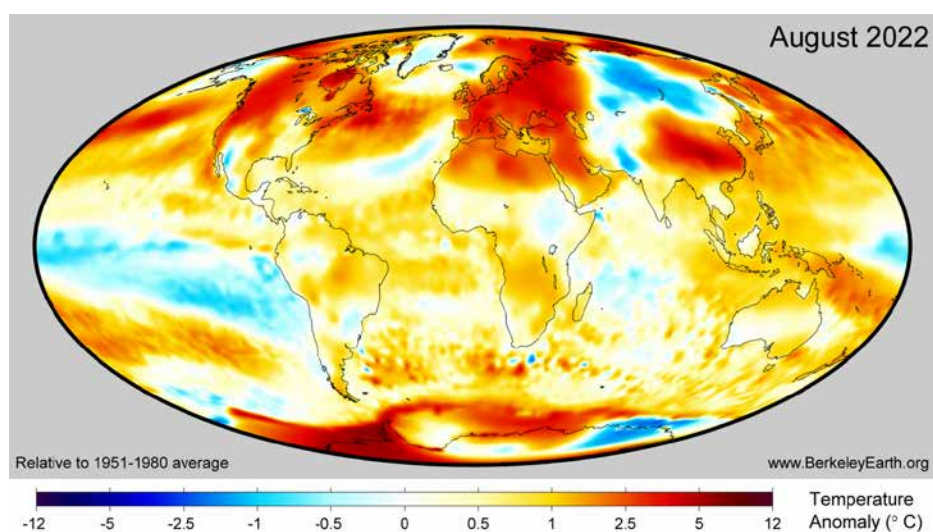 August 2022
Relative to 1951-1980 average
www.BerkeleyEarth.org
-12 -5 -2.5 -1 -0.5 0 0.5 1 2.5 5 12
Temperature
Anomaly (° C)